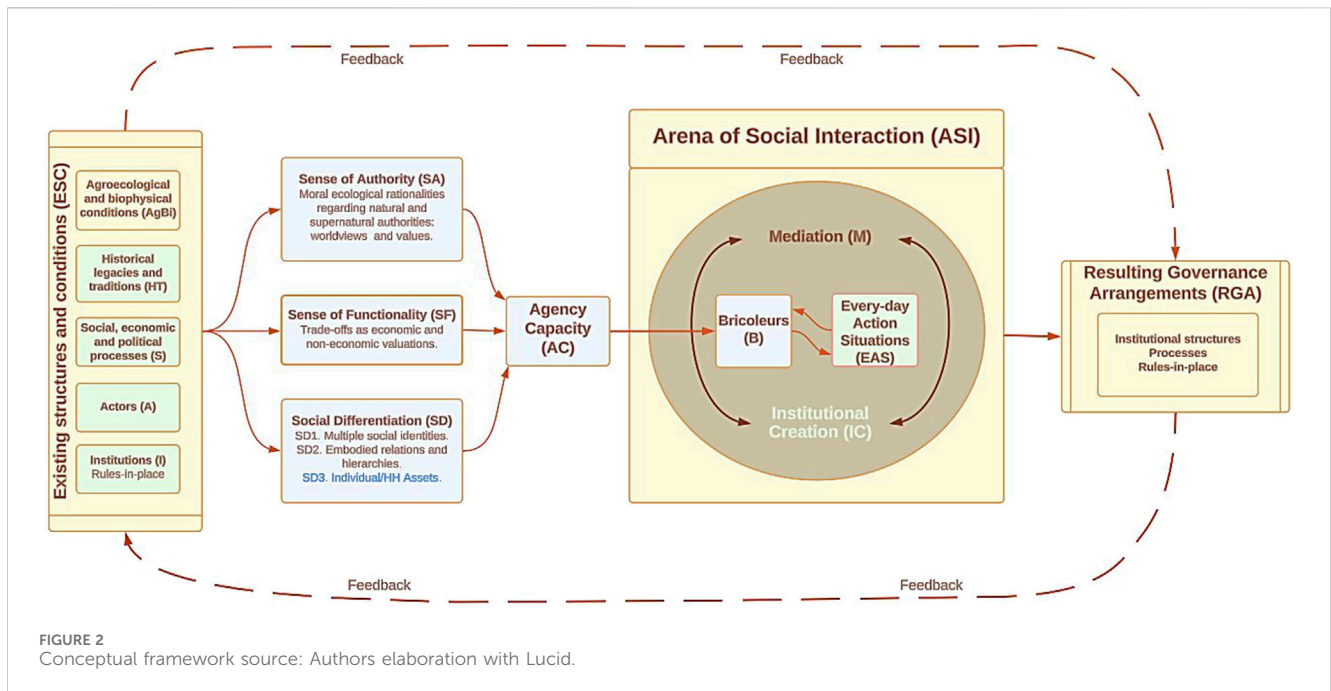 Feedback
Feedback
Existing structures and conditions (ESC)
Agroecological
and biophysical
conditions (AgBi)
Historical
legacies and
traditions (HT)
Social, economic
and political
processes (S)
Actors (A)
Institutions (I)
Rules-in-place
Sense of Authority (SA)
Moral ecological rationalities
regarding natural and
supernatural authorities:
worldviews and values.
Sense of Functionality (SF)
Trade-offs as economic and
non-economic valuations.
Social Differentiation (SD)
SD1. Multiple social identities.
SD2. Embodied relations and
hierarchies.
SD3. Individual/HH Assets.
Agency
Capacity
(AC)
Arena of Social Interaction (ASI)
Mediation (M)
Bricoleurs
(B)
Every-day
Action
Situations
(EAS)
Institutional
Creation (IC)
Resulting Governance
Arrangements (RGA)
Institutional structures
Processes
Rules-in-place
Feedback
Feedback
FIGURE 2
Conceptual framework source: Authors elaboration with Lucid.